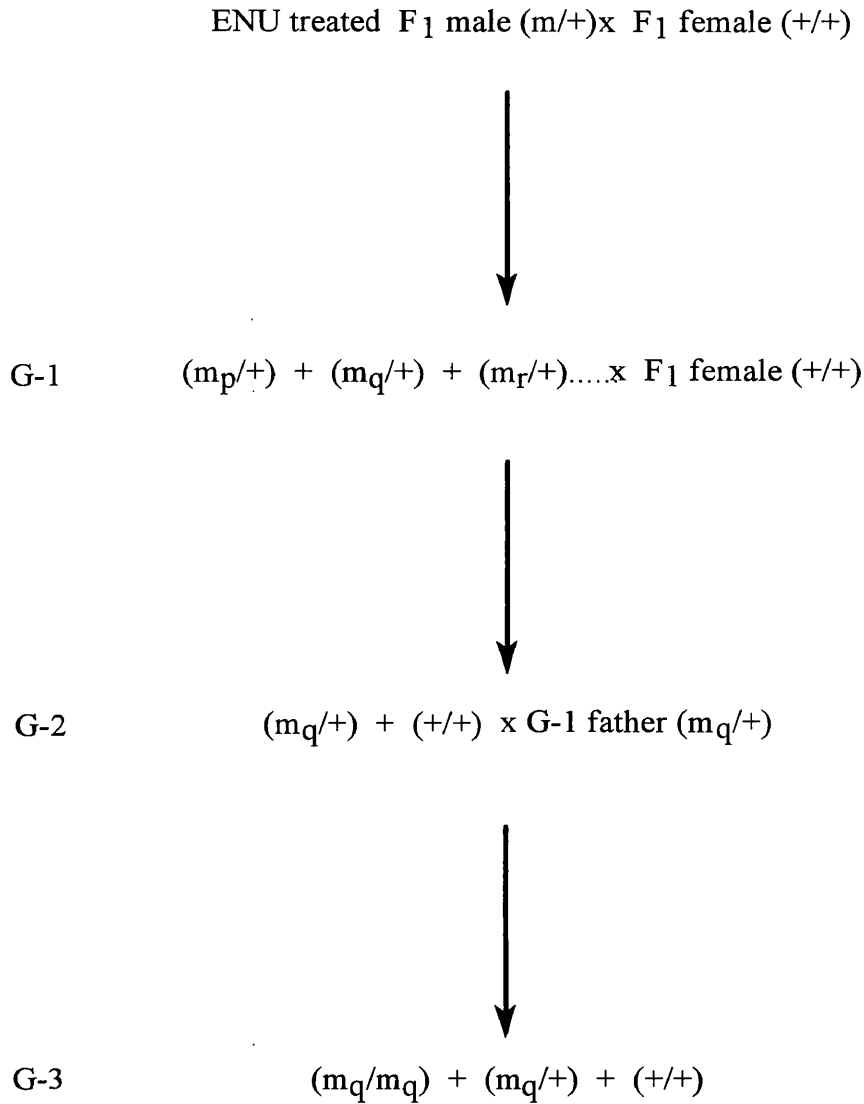 ENU treated F1 male (m/+)x F1 female (+/+)
G-1 (mp/+) + (mq/+) + (mr/+).....x F1 female (+/+)
G-2 (mq/+) + (+/+) x G-1 father (mq/+)
G-3 (mq/mq) + (mq/+) + (+/+)